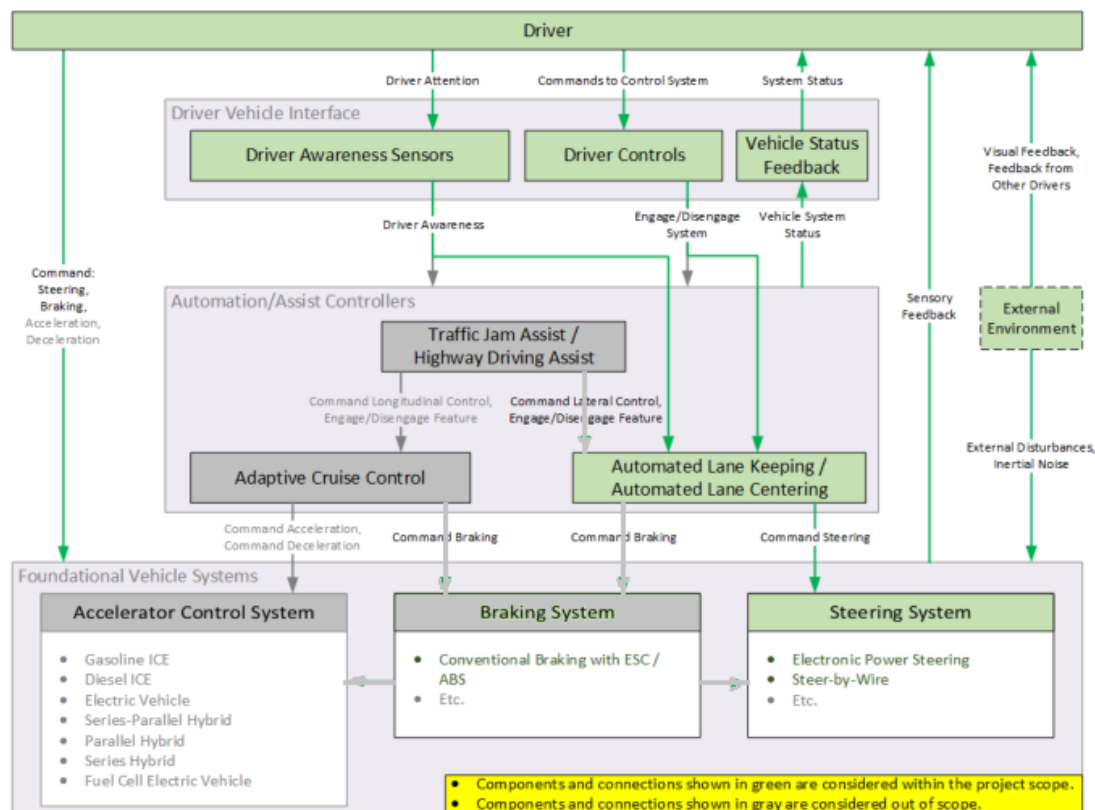 Driver
Driver Attention
Commands to Control System
System Status
Driver Vehicle Interface
Driver Awareness Sensors
Driver Controls
Vehicle Status
Feedback
Visual Feedback,
Feedback from
Other Drivers
Driver Awareness
Engage/Disengage
System
Vehicle System
Status
Command:
Steering,
Braking,
Acceleration,
Deceleration
Automation/Assist Controllers
Sensory
Feedback
External
Environment
Traffic Jam Assist /
Highway Driving Assist
Command Longitudinal Control,
Engage/Disengage Feature
Command Lateral Control,
Engage/Disengage Feature
External Disturbances,
Inertial Noise
Adaptive Cruise Control
Automated Lane Keeping /
Automated Lane Centering
Command Acceleration,
Command Deceleration
Command Braking
Command Braking
Command Steering
Foundational Vehicle Systems
Accelerator Control System
• Gasoline ICE
• Diesel ICE
• Electric Vehicle
• Series-Parallel Hybrid
• Parallel Hybrid
• Series Hybrid
• Fuel Cell Electric Vehicle
Braking System
• Conventional Braking with ESC /
ABS
• Etc.
Steering System
• Electronic Power Steering
• Steer-by-Wire
• Etc.
• Components and connections shown in green are considered within the project scope.
• Components and connections shown in gray are considered out of scope.